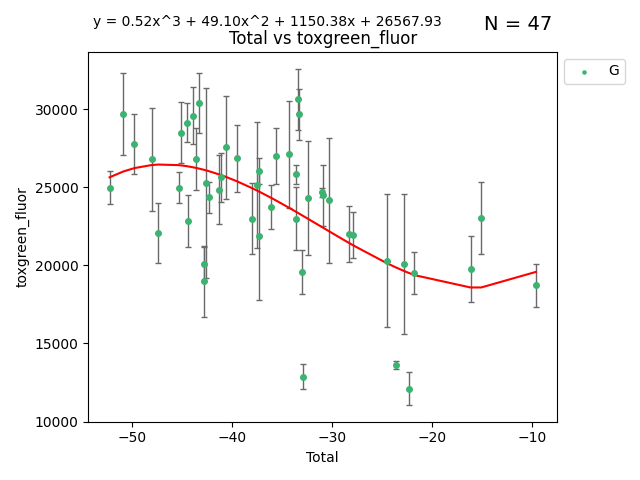 y = 0.52x^3 + 49.10x^2 + 1150.38x + 26567.93
N = 47
Total vs toxgreen_fluor
G
toxgreen_fluor
30000
25000
20000
15000
10000
−50
−40
−30
−20
−10
Total